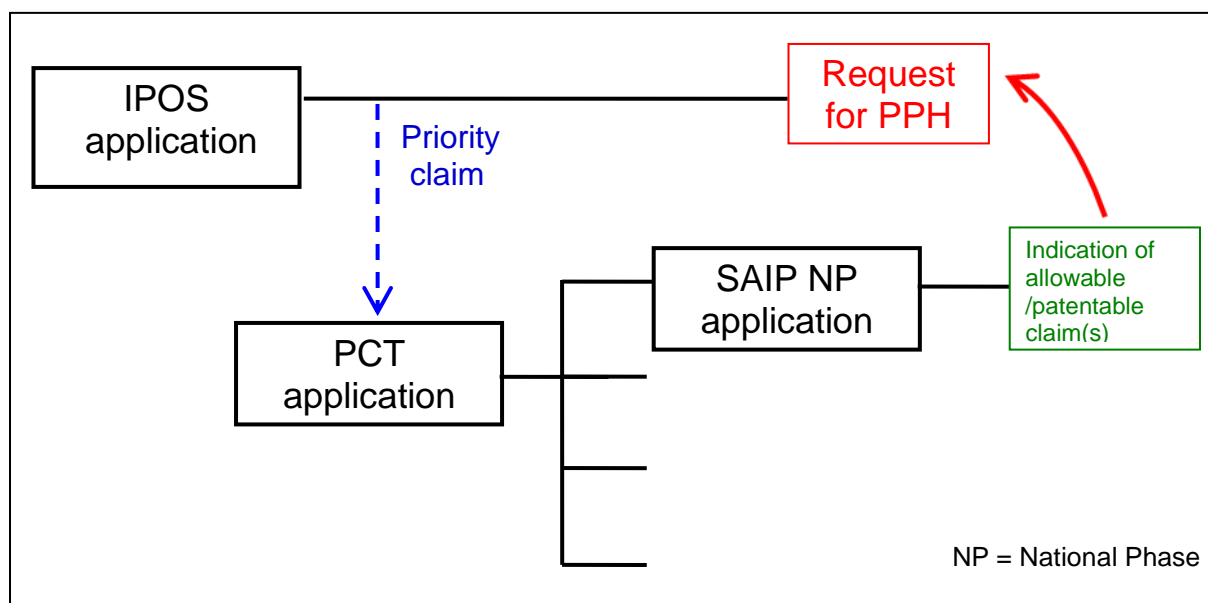 IPOS
application
Request
for PPH
Priority
claim
SAIP NP
application
Indication of
allowable
/patentable
claim(s)
PCT
application
NP = National Phase